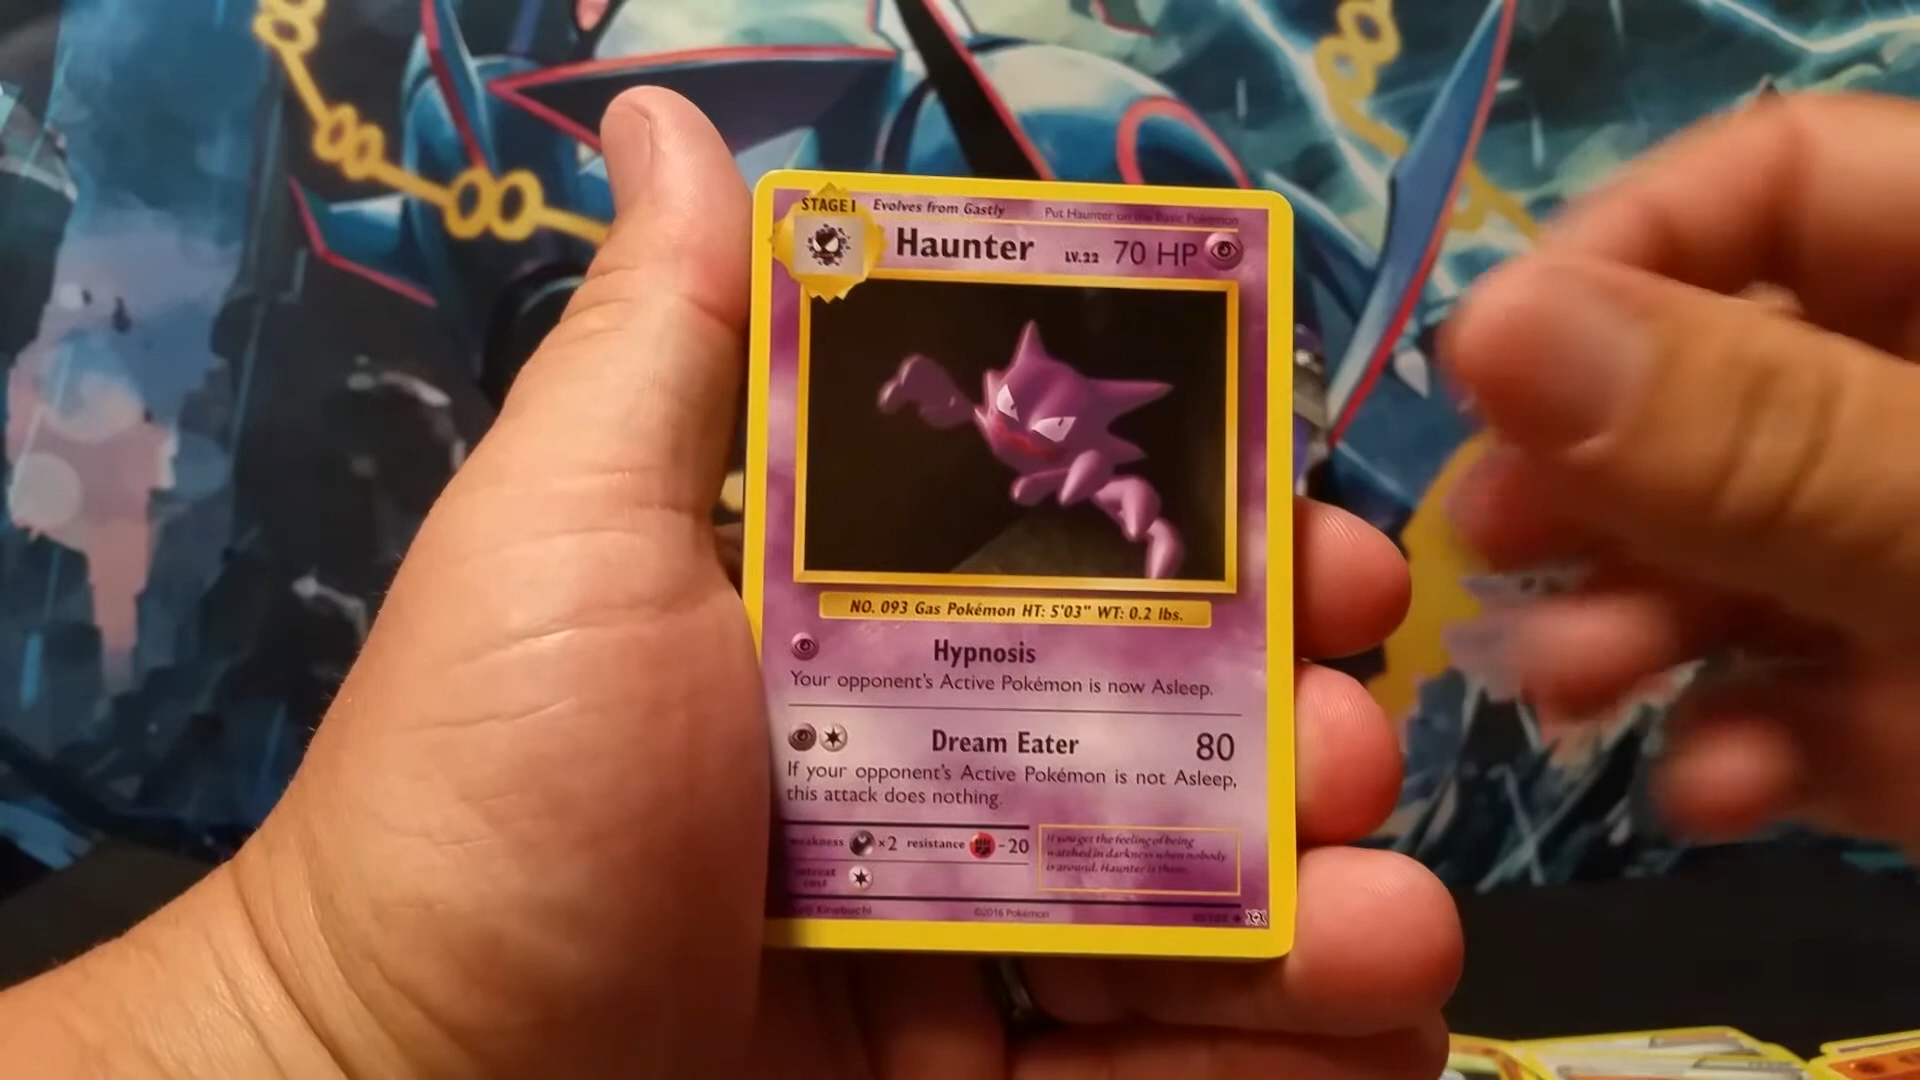 STAGE 1 Evolves from Gastly Put Haunter on the Basic Pokémon
Haunter LV.22 70 HP
NO. 093 Gas Pokémon HT: 5'03" WT: 0.2 lbs.
Hypnosis
Your opponent's Active Pokémon is now Asleep.
Dream Eater 80
If your opponent's Active Pokémon is not Asleep,
this attack does nothing.
weakness ×2 resistance -20
retreat
cost
If you get the feeling of being
watched in darkness when nobody
is around, Haunter is there.
Kinebuchi ©2016 Pokémon